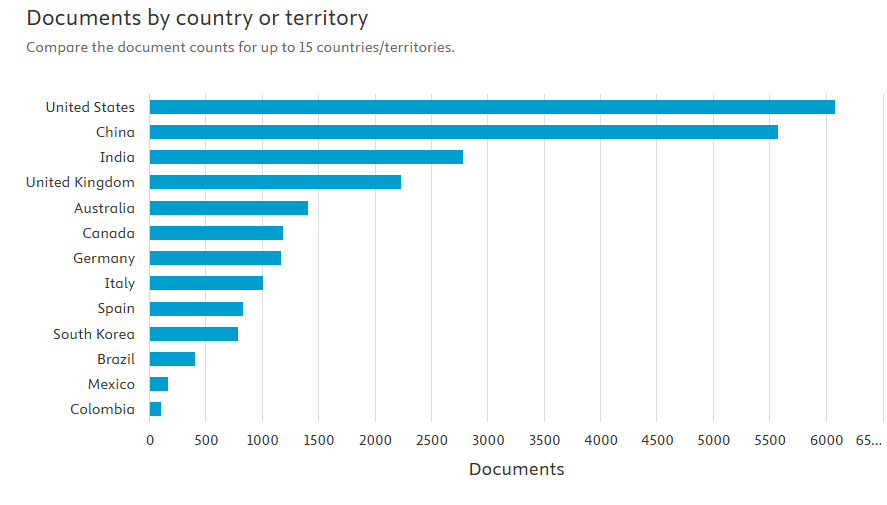 Documents by country or territory
Compare the document counts for up to 15 countries/territories.
United States
China
India
United Kingdom
Australia
Canada
Germany
Italy
Spain
South Korea
Brazil
Mexico
Colombia
0 500 1000 1500 2000 2500 3000 3500 4000 4500 5000 5500 6000 65...
Documents